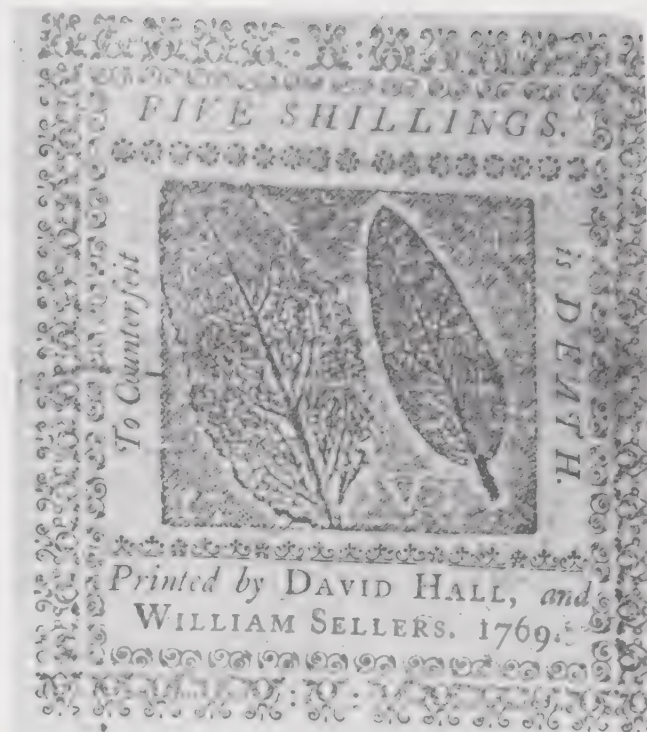 FIVE SHILLINGS.
To Counterfeit
is DEATH.
Printed by DAVID HALL, and
WILLIAM SELLERS. 1769.